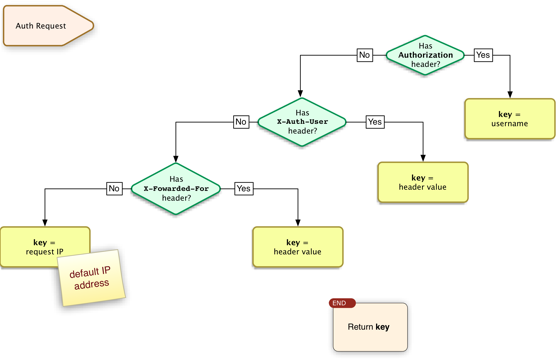 Auth Request
Has
Authorization
header?
No
Yes
key =
username
Has
X-Auth-User
header?
No
Yes
key =
header value
Has
X-Fowarded-For
header?
No
Yes
key =
request IP
default IP
address
key =
header value
END
Return key